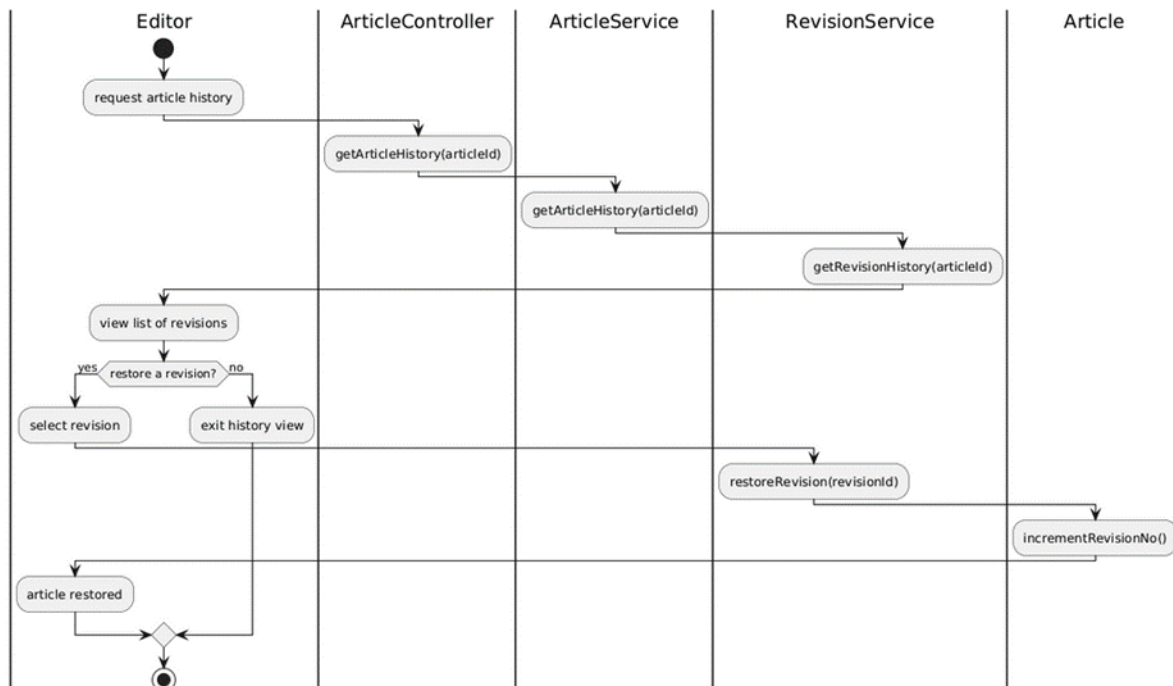 Editor
ArticleController
ArticleService
RevisionService
Article
request article history
getArticleHistory(articleId)
getArticleHistory(articleId)
getRevisionHistory(articleId)
view list of revisions
yes
restore a revision?
no
select revision
exit history view
restoreRevision(revisionId)
incrementRevisionNo()
article restored